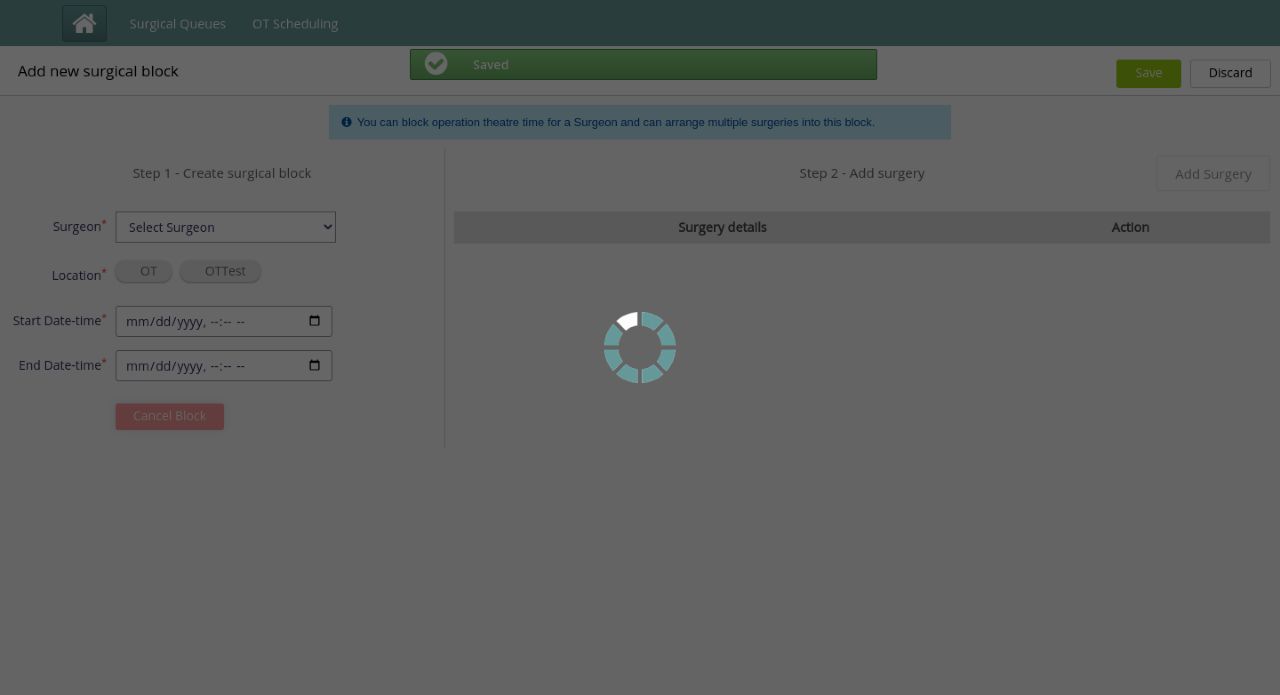 Surgical Queues OT Scheduling
Add new surgical block
Saved
Save Discard
You can block operation theatre time for a Surgeon and can arrange multiple surgeries into this block.
Step 1 - Create surgical block
Surgeon* Select Surgeon
Location* OT OTTest
Start Date-time* mm/dd/yyyy, --:-- --
End Date-time* mm/dd/yyyy, --:-- --
Cancel Block
Step 2 - Add surgery
Add Surgery
Surgery details Action